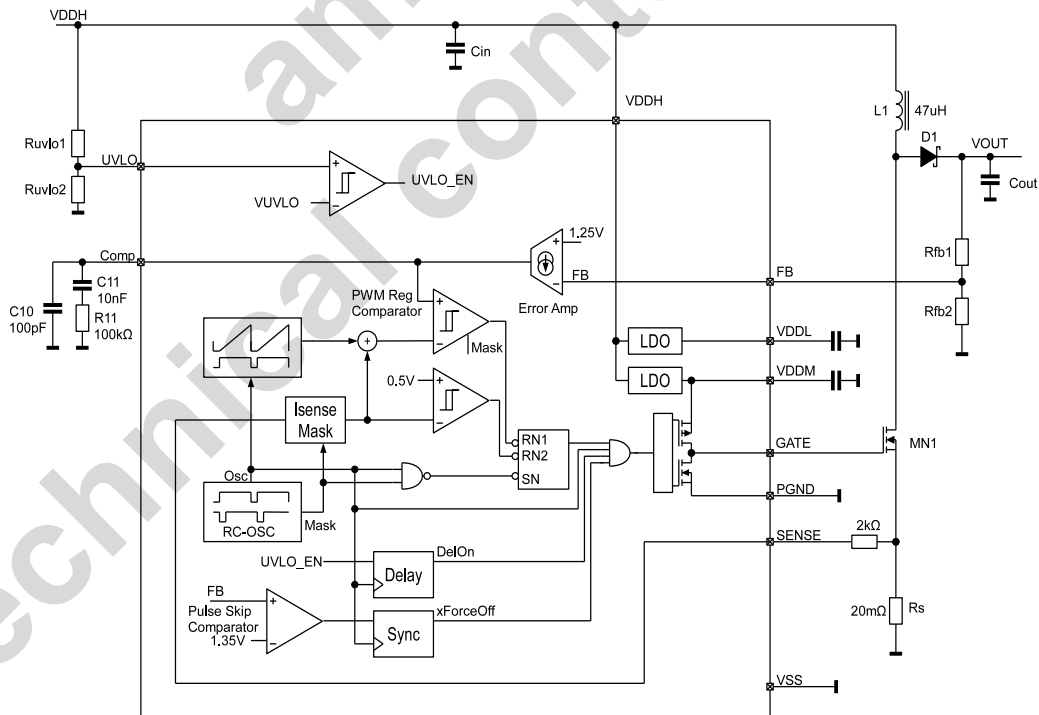 VDDH
Cin
VDDH
L1
47uH
D1
VOUT
Cout
Ruvlo1
UVLO
Ruvlo2
UVLO_EN
VUVLO
Comp
1.25V
FB
Error Amp
FB
Rfb1
Rfb2
C11
10nF
C10
100pF
R11
100kΩ
PWM Reg
Comparator
Mask
LDO
VDDL
LDO
VDDM
0.5V
Isense
Mask
RN1
RN2
SN
GATE
MN1
PGND
Osc
RC-OSC
Mask
SENSE
2kΩ
UVLO_EN
Delay
DelOn
FB
Pulse Skip
Comparator
1.35V
Sync
xForceOff
20mΩ
Rs
VSS
am
technical cont